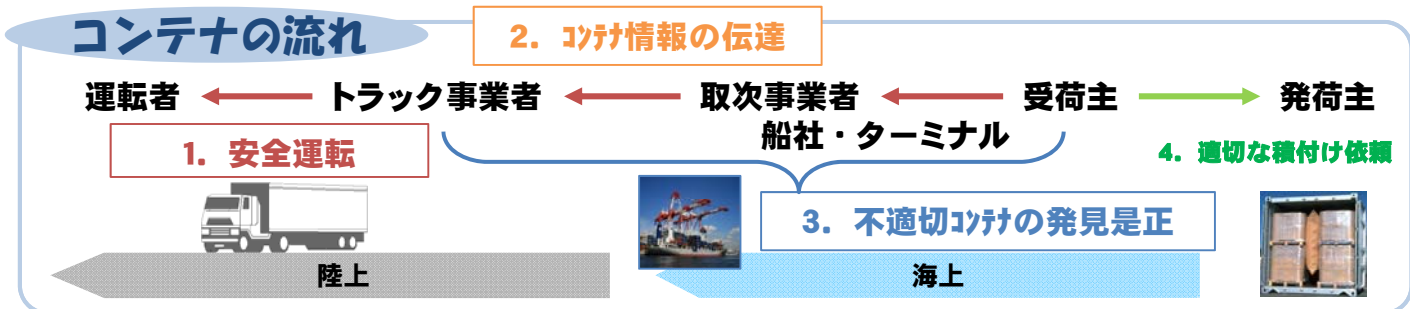 コンテナの流れ
2. ｺﾝﾃﾅ情報の伝達
運転者 トラック事業者 取次事業者 受荷主 発荷主
船社・ターミナル
1. 安全運転
4. 適切な積付け依頼
3. 不適切ｺﾝﾃﾅの発見是正
陸上 海上